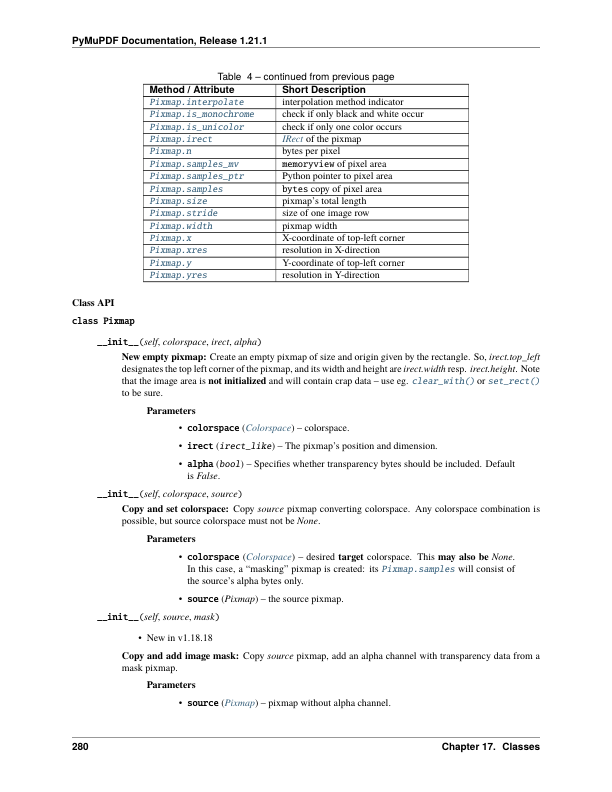 PyMuPDF Documentation, Release 1.21.1
Table 4 – continued from previous page
Method / Attribute Short Description
Pixmap.interpolate interpolation method indicator
Pixmap.is_monochrome check if only black and white occur
Pixmap.is_unicolor check if only one color occurs
Pixmap.irect IRect of the pixmap
Pixmap.n bytes per pixel
Pixmap.samples_mv memoryview of pixel area
Pixmap.samples_ptr Python pointer to pixel area
Pixmap.samples bytes copy of pixel area
Pixmap.size pixmap's total length
Pixmap.stride size of one image row
Pixmap.width pixmap width
Pixmap.x X-coordinate of top-left corner
Pixmap.xres resolution in X-direction
Pixmap.y Y-coordinate of top-left corner
Pixmap.yres resolution in Y-direction
Class API
class Pixmap
__init__(self, colorspace, irect, alpha)
New empty pixmap: Create an empty pixmap of size and origin given by the rectangle. So, irect.top_left
designates the top left corner of the pixmap, and its width and height are irect.width resp. irect.height. Note
that the image area is not initialized and will contain crap data – use eg. clear_with() or set_rect()
to be sure.
Parameters
• colorspace (Colorspace) – colorspace.
• irect (irect_like) – The pixmap's position and dimension.
• alpha (bool) – Specifies whether transparency bytes should be included. Default
is False.
__init__(self, colorspace, source)
Copy and set colorspace: Copy source pixmap converting colorspace. Any colorspace combination is
possible, but source colorspace must not be None.
Parameters
• colorspace (Colorspace) – desired target colorspace. This may also be None.
In this case, a “masking” pixmap is created: its Pixmap.samples will consist of
the source's alpha bytes only.
• source (Pixmap) – the source pixmap.
__init__(self, source, mask)
• New in v1.18.18
Copy and add image mask: Copy source pixmap, add an alpha channel with transparency data from a
mask pixmap.
Parameters
• source (Pixmap) – pixmap without alpha channel.
280 Chapter 17. Classes